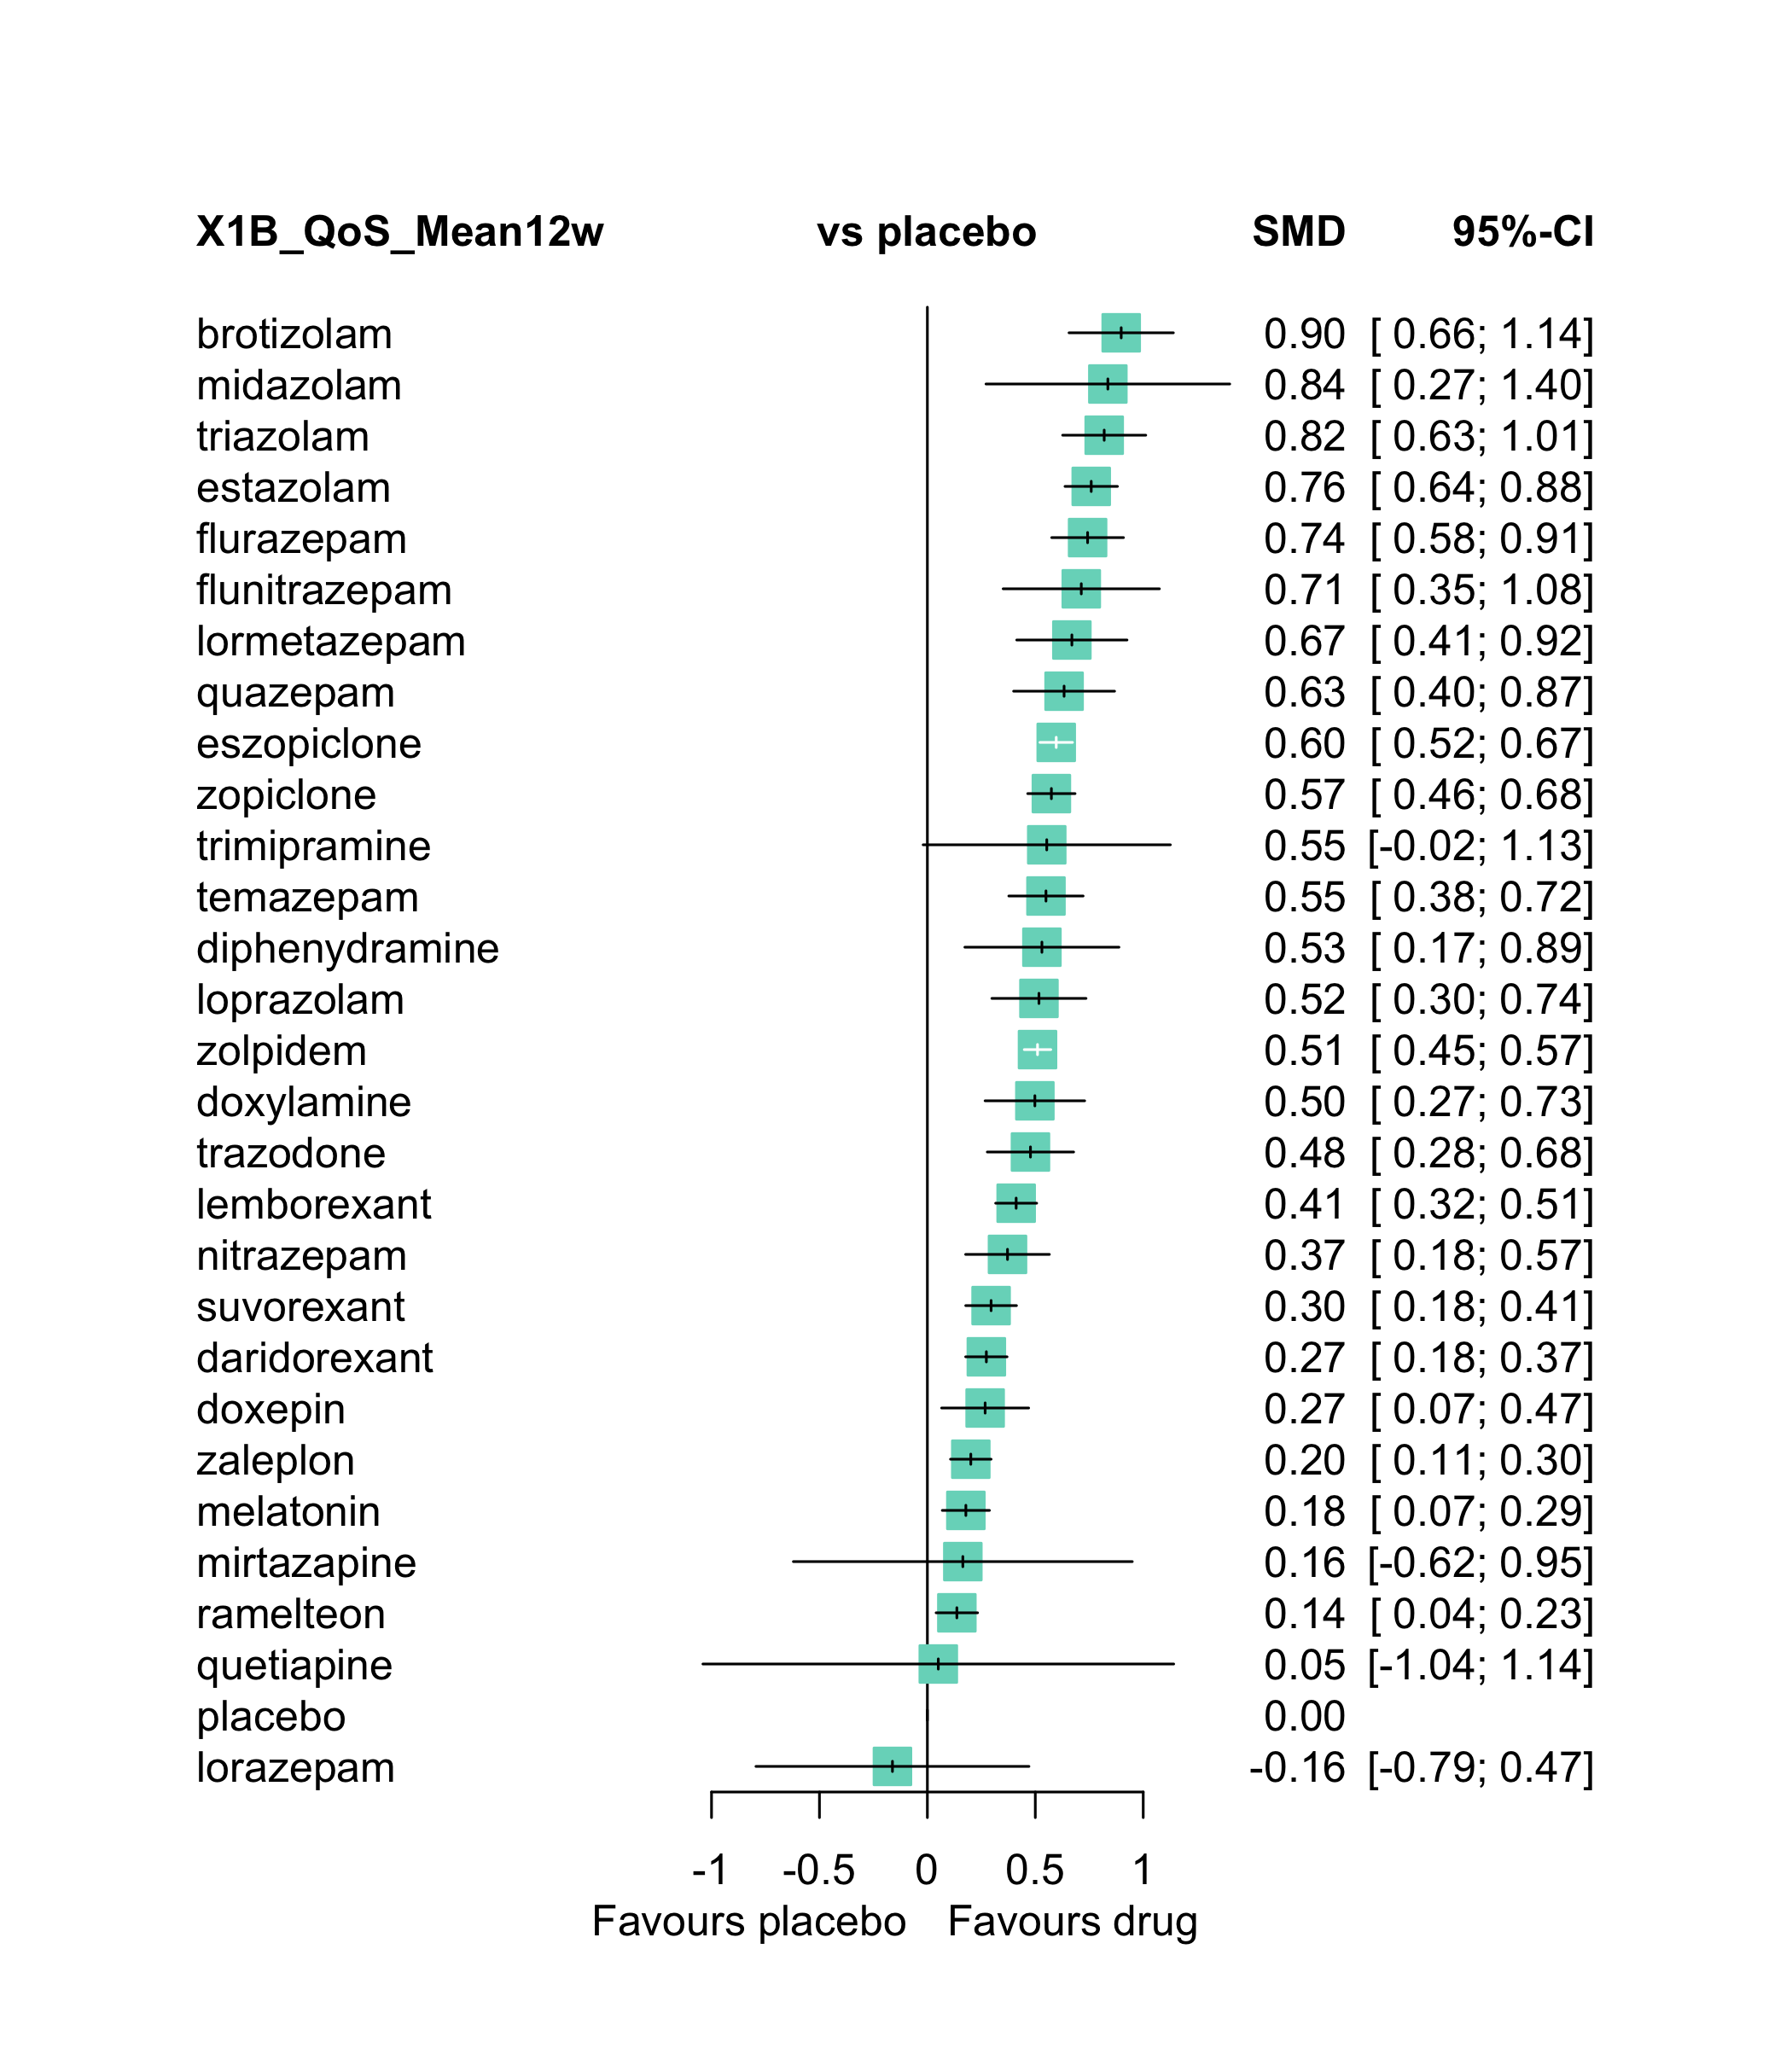 X1B_QoS_Mean12w vs placebo SMD 95%-CI
brotizolam 0.90 [ 0.66; 1.14]
midazolam 0.84 [ 0.27; 1.40]
triazolam 0.82 [ 0.63; 1.01]
estazolam 0.76 [ 0.64; 0.88]
flurazepam 0.74 [ 0.58; 0.91]
flunitrazepam 0.71 [ 0.35; 1.08]
lormetazepam 0.67 [ 0.41; 0.92]
quazepam 0.63 [ 0.40; 0.87]
eszopiclone 0.60 [ 0.52; 0.67]
zopiclone 0.57 [ 0.46; 0.68]
trimipramine 0.55 [-0.02; 1.13]
temazepam 0.55 [ 0.38; 0.72]
diphenydramine 0.53 [ 0.17; 0.89]
loprazolam 0.52 [ 0.30; 0.74]
zolpidem 0.51 [ 0.45; 0.57]
doxylamine 0.50 [ 0.27; 0.73]
trazodone 0.48 [ 0.28; 0.68]
lemborexant 0.41 [ 0.32; 0.51]
nitrazepam 0.37 [ 0.18; 0.57]
suvorexant 0.30 [ 0.18; 0.41]
daridorexant 0.27 [ 0.18; 0.37]
doxepin 0.27 [ 0.07; 0.47]
zaleplon 0.20 [ 0.11; 0.30]
melatonin 0.18 [ 0.07; 0.29]
mirtazapine 0.16 [-0.62; 0.95]
ramelteon 0.14 [ 0.04; 0.23]
quetiapine 0.05 [-1.04; 1.14]
placebo 0.00
lorazepam -0.16 [-0.79; 0.47]
-1 -0.5 0 0.5 1
Favours placebo Favours drug